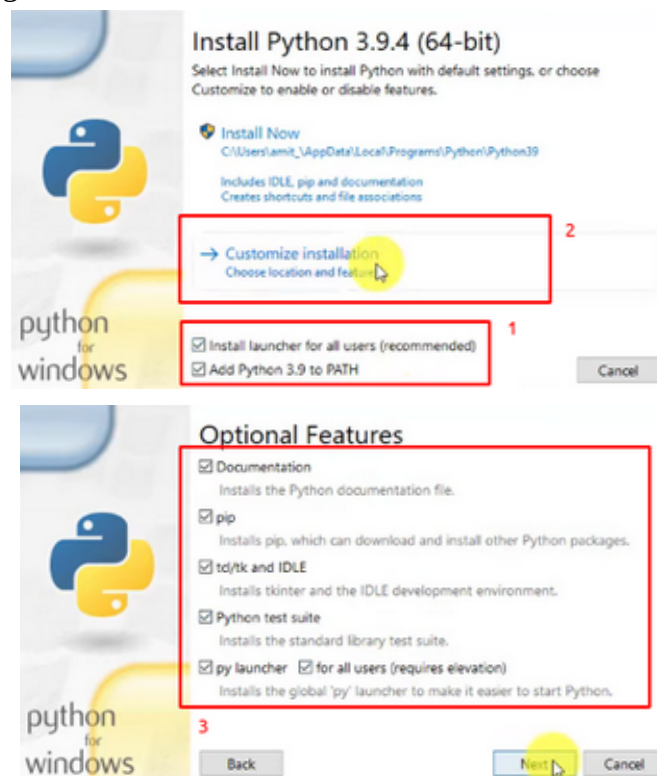 Install Python 3.9.4 (64-bit)
Select Install Now to install Python with default settings, or choose
Customize to enable or disable features.
Install Now
C:\Users\amit_\AppData\Local\Programs\Python\Python39
Includes IDLE, pip and documentation
Creates shortcuts and file associations
2
→ Customize installation
Choose location and features
1
Install launcher for all users (recommended)
Add Python 3.9 to PATH
Cancel
python
for
windows
Optional Features
Documentation
Installs the Python documentation file.
pip
Installs pip, which can download and install other Python packages.
tcl/tk and IDLE
Installs tkinter and the IDLE development environment.
Python test suite
Installs the standard library test suite.
py launcher for all users (requires elevation)
Installs the global 'py' launcher to make it easier to start Python.
3
python
for
windows
Back
Next
Cancel